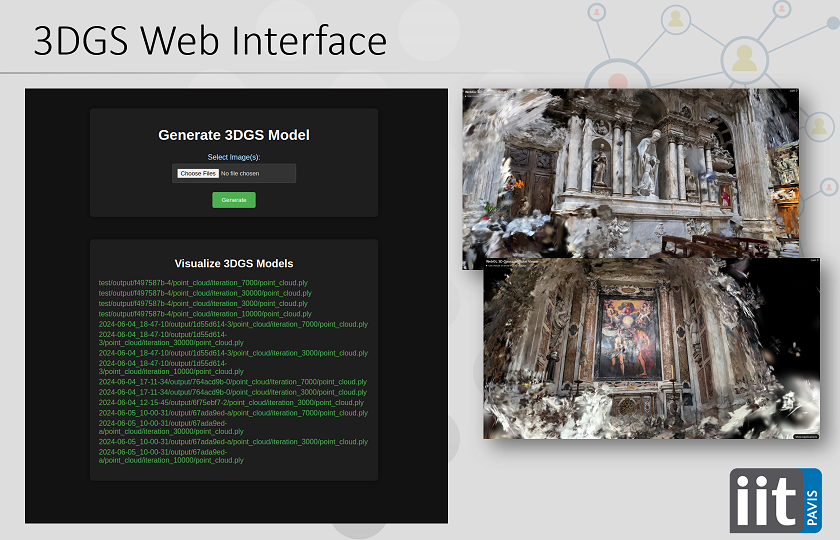 3DGS Web Interface
Generate 3DGS Model
Select Image(s):
Choose Files No file chosen
Generate
Visualize 3DGS Models
test/output/f497587b-4/point_cloud/iteration_7000/point_cloud.ply
test/output/f497587b-4/point_cloud/iteration_30000/point_cloud.ply
test/output/f497587b-4/point_cloud/iteration_3000/point_cloud.ply
test/output/f497587b-4/point_cloud/iteration_10000/point_cloud.ply
2024-06-04_18-47-10/output/1d55d614-3/point_cloud/iteration_7000/point_cloud.ply
2024-06-04_18-47-10/output/1d55d614-
3/point_cloud/iteration_30000/point_cloud.ply
2024-06-04_18-47-10/output/1d55d614-3/point_cloud/iteration_3000/point_cloud.ply
2024-06-04_18-47-10/output/1d55d614-
3/point_cloud/iteration_10000/point_cloud.ply
2024-06-04_17-11-34/output/764acd9b-0/point_cloud/iteration_7000/point_cloud.ply
2024-06-04_17-11-34/output/764acd9b-0/point_cloud/iteration_3000/point_cloud.ply
2024-06-04_12-15-45/output/6f75ebf7-2/point_cloud/iteration_3000/point_cloud.ply
2024-06-05_10-00-31/output/67ada9ed-a/point_cloud/iteration_7000/point_cloud.ply
2024-06-05_10-00-31/output/67ada9ed-
a/point_cloud/iteration_30000/point_cloud.ply
2024-06-05_10-00-31/output/67ada9ed-a/point_cloud/iteration_3000/point_cloud.ply
2024-06-05_10-00-31/output/67ada9ed-
a/point_cloud/iteration_10000/point_cloud.ply
iit
PAVIS